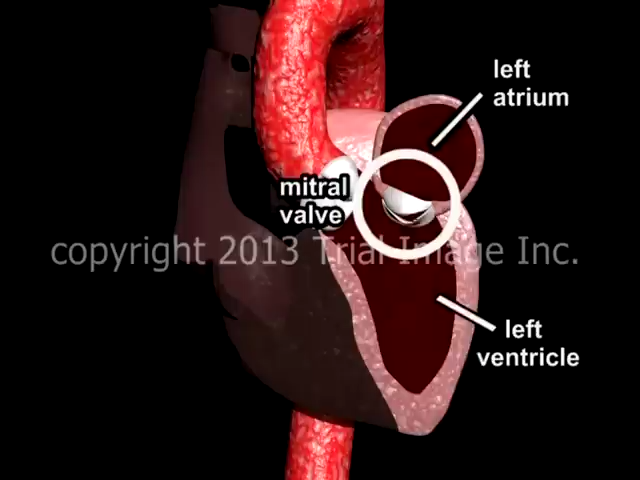 left
atrium
mitral
valve
copyright 2013 Trial Image Inc.
left
ventricle